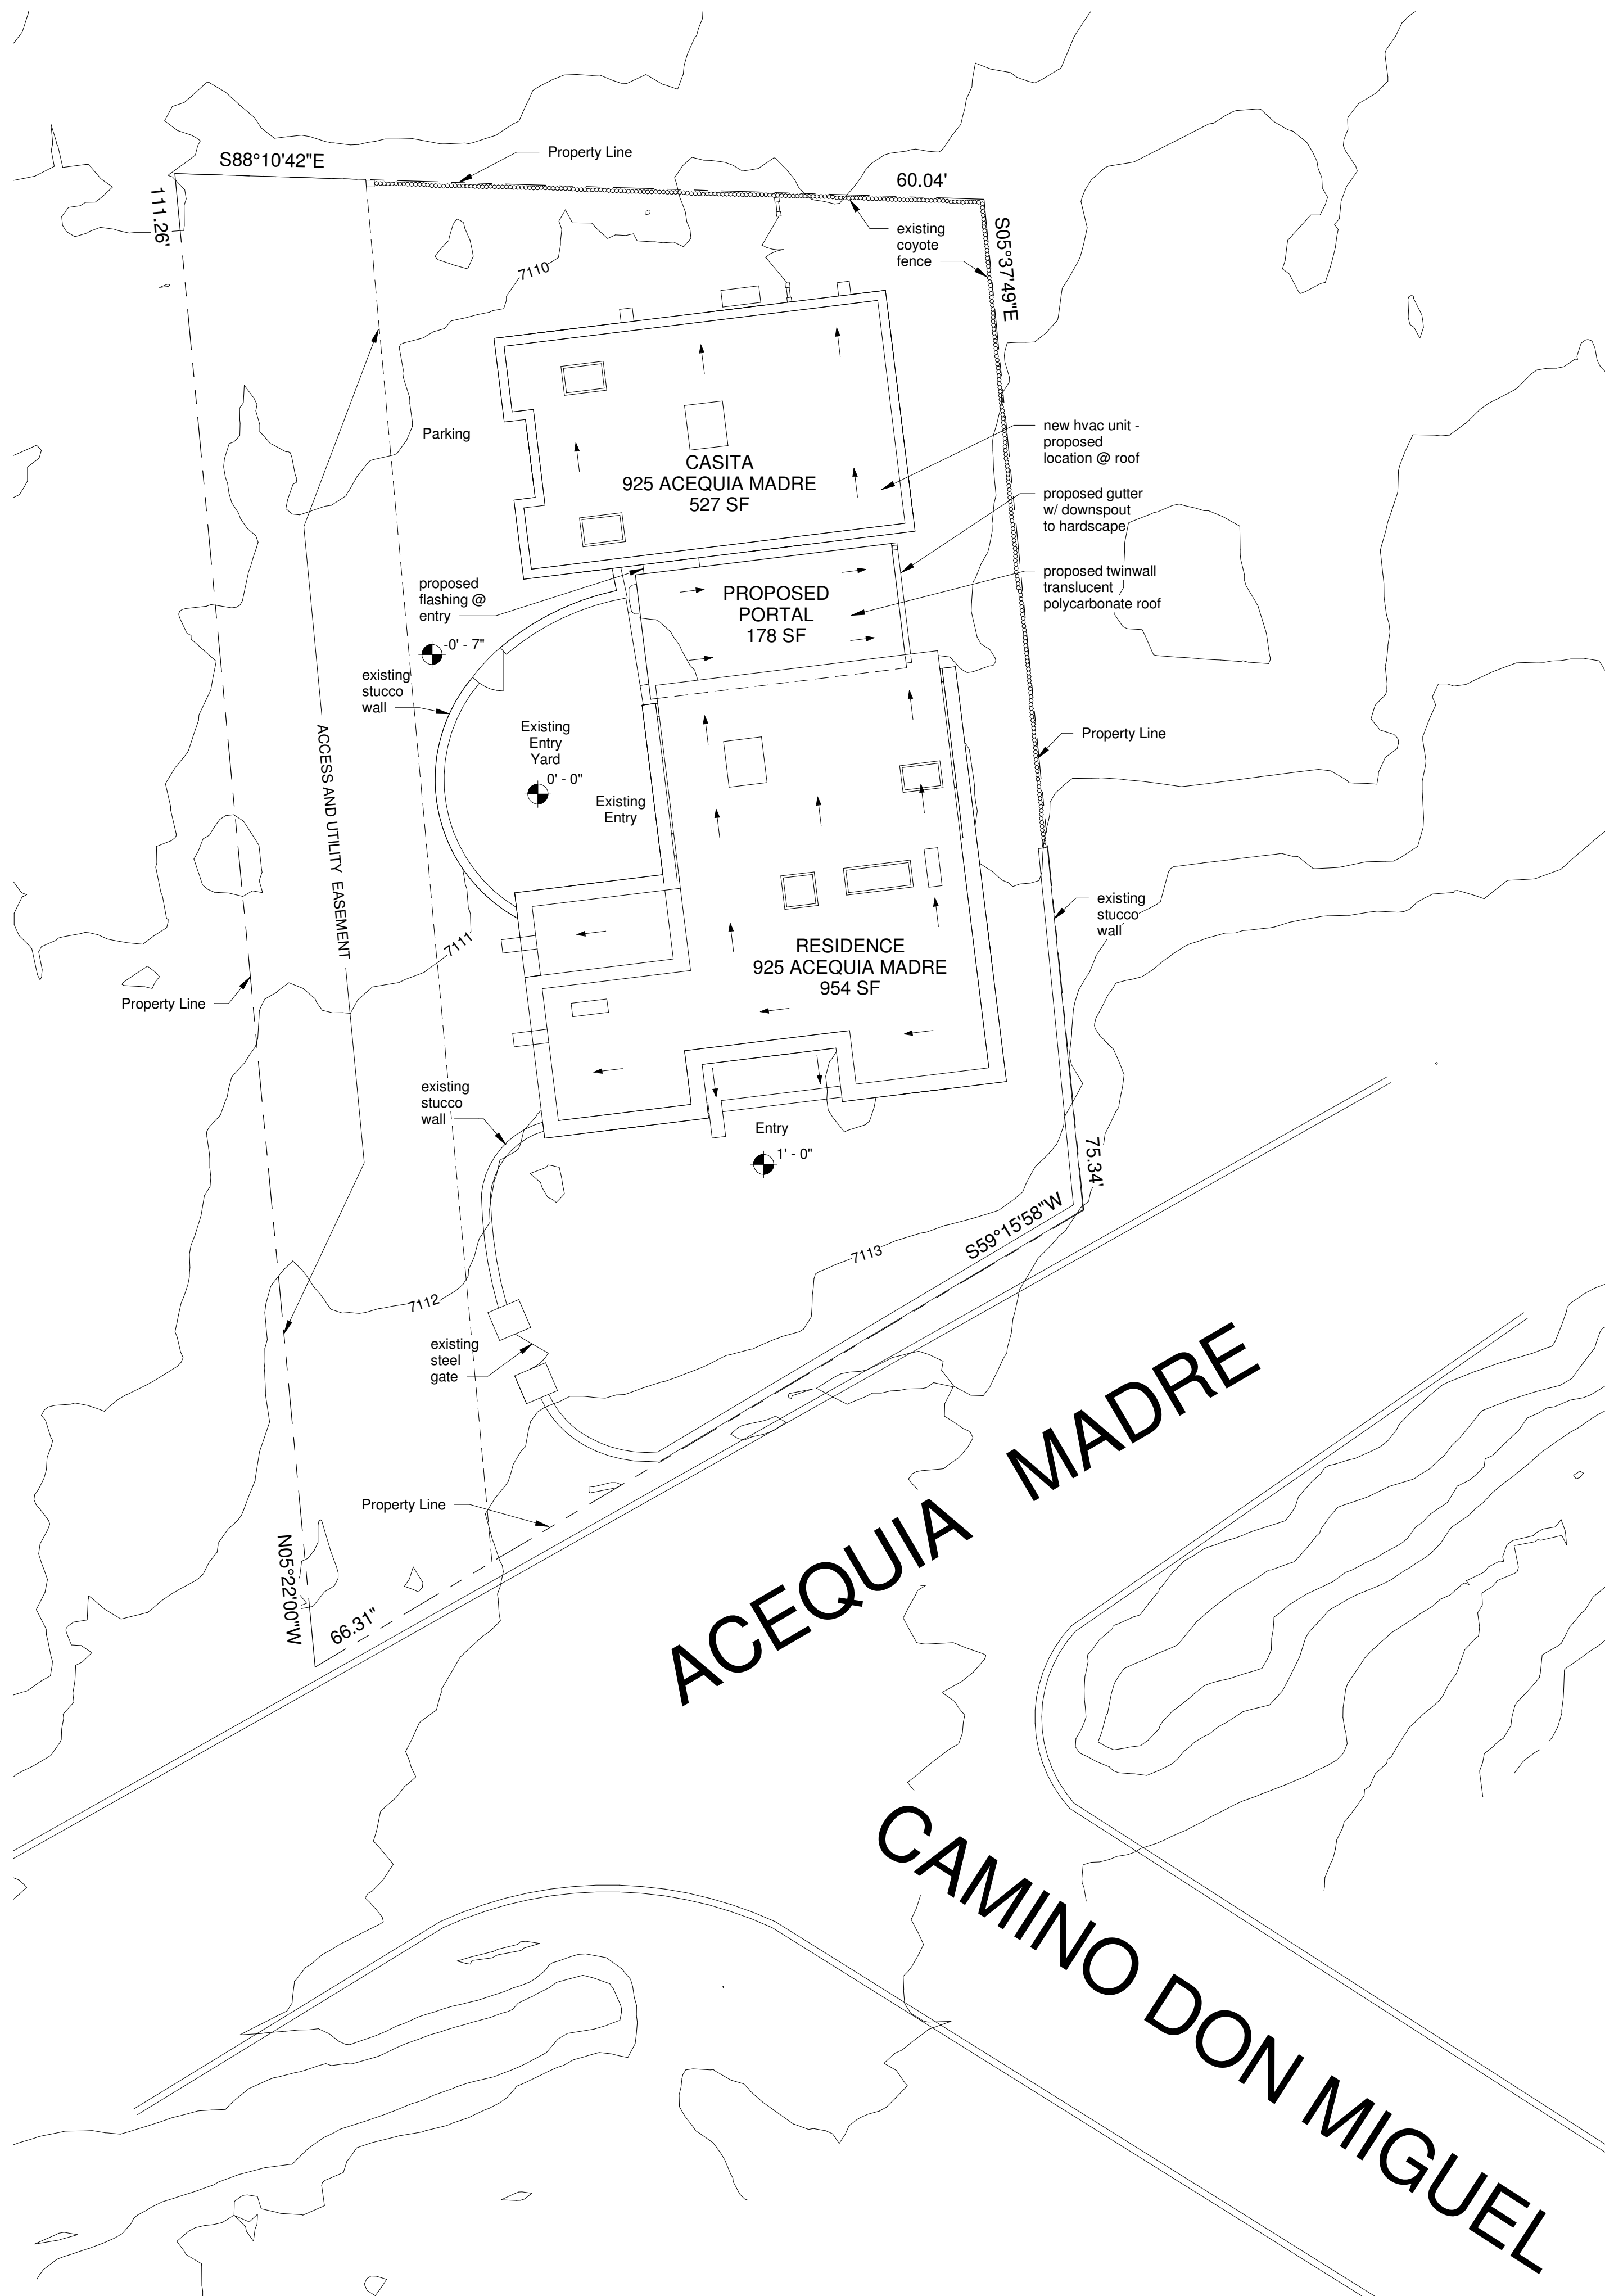 S88°10'42"E
Property Line
60.04'
111.26'
existing
coyote
fence
S05°37'49"E
7110
Parking
new hvac unit -
proposed
location @ roof
CASITA
925 ACEQUIA MADRE
527 SF
proposed gutter
w/ downspout
to hardscape
proposed
flashing @
entry
PROPOSED
PORTAL
178 SF
proposed twinwall
translucent
polycarbonate roof
-0' - 7"
existing
stucco
wall
Existing
Entry
Yard
0' - 0"
Existing
Entry
Property Line
ACCESS AND UTILITY EASEMENT
existing
stucco
wall
7111
RESIDENCE
925 ACEQUIA MADRE
954 SF
Property Line
existing
stucco
wall
Entry
1' - 0"
75.34'
S59°15'58"W
7113
7112
existing
steel
gate
Property Line
N05°22'00"W
66.31"
ACEQUIA MADRE
CAMINO DON MIGUEL